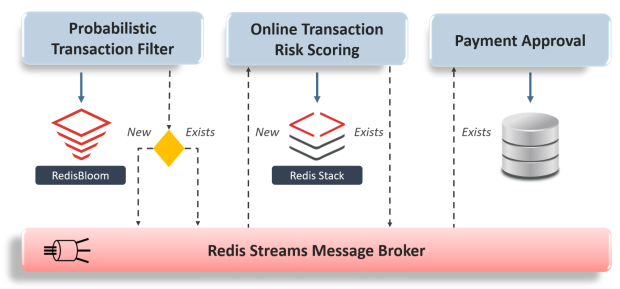 Probabilistic
Transaction Filter
Online Transaction
Risk Scoring
Payment Approval
New
Exists
New
Exists
Exists
RedisBloom
Redis Stack
Redis Streams Message Broker